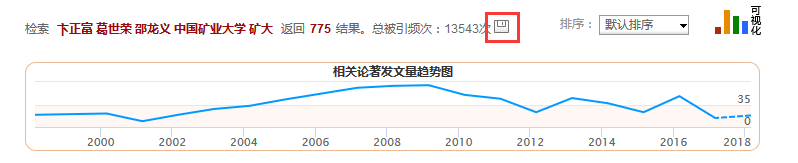 检索 卞正富 葛世荣 邵龙义 中国矿业大学 矿大 返回 775 结果。总被引频次：13543次
排序： 默认排序
可视化
相关论著发文量趋势图
35
0
2000 2002 2004 2006 2008 2010 2012 2014 2016 2018